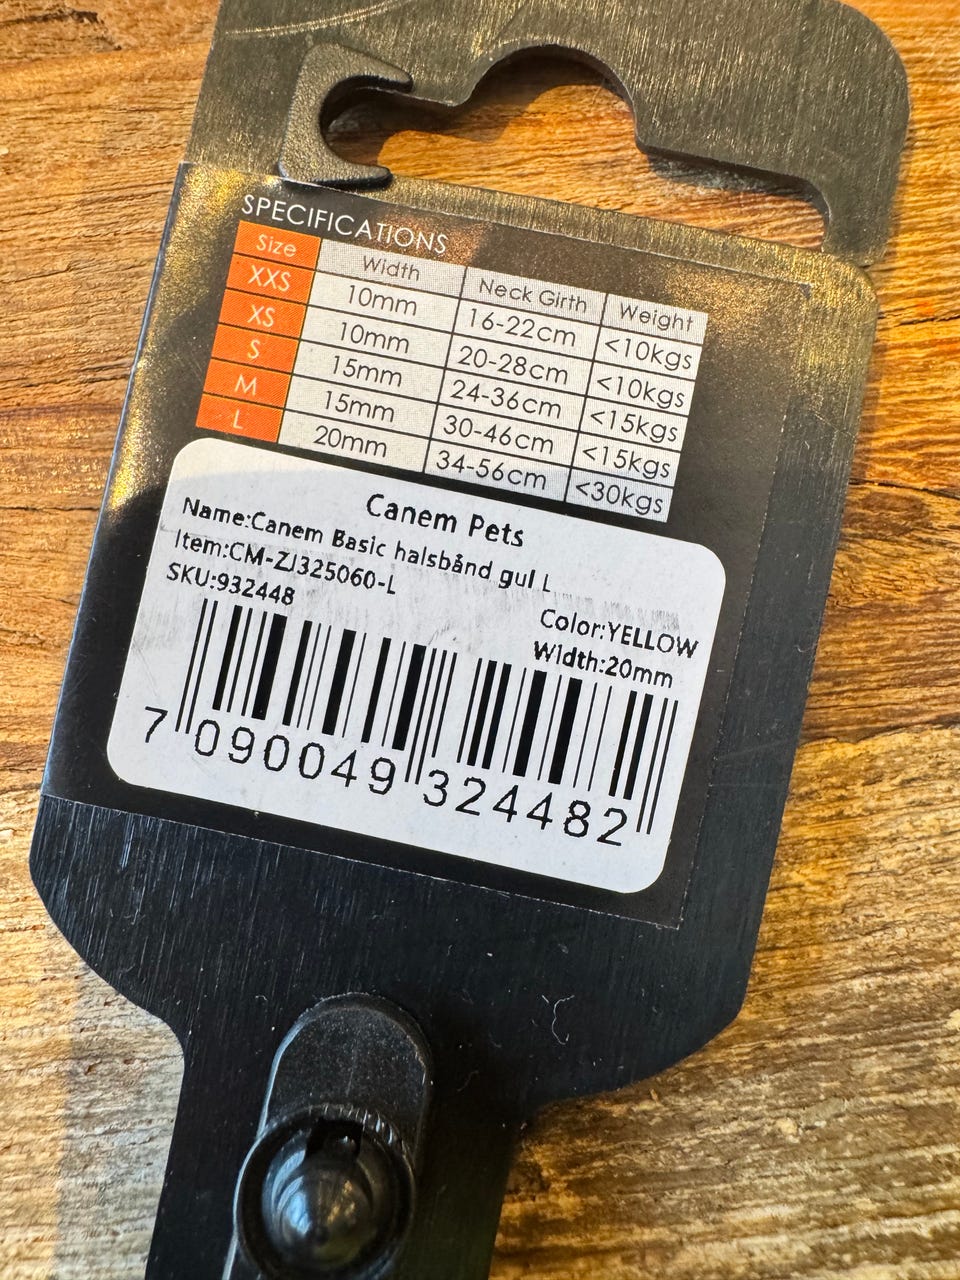 SPECIFICATIONS
Size Width Neck Girth Weight
XXS 10mm 16-22cm <10kgs
XS 10mm 20-28cm <10kgs
S 15mm 24-36cm <15kgs
M 15mm 30-46cm <15kgs
L 20mm 34-56cm <30kgs
Canem Pets
Name:Canem Basic halsbånd gul L
Item:CM-ZJ325060-L
SKU:932448
Color:YELLOW
Width:20mm
7 090049 324482